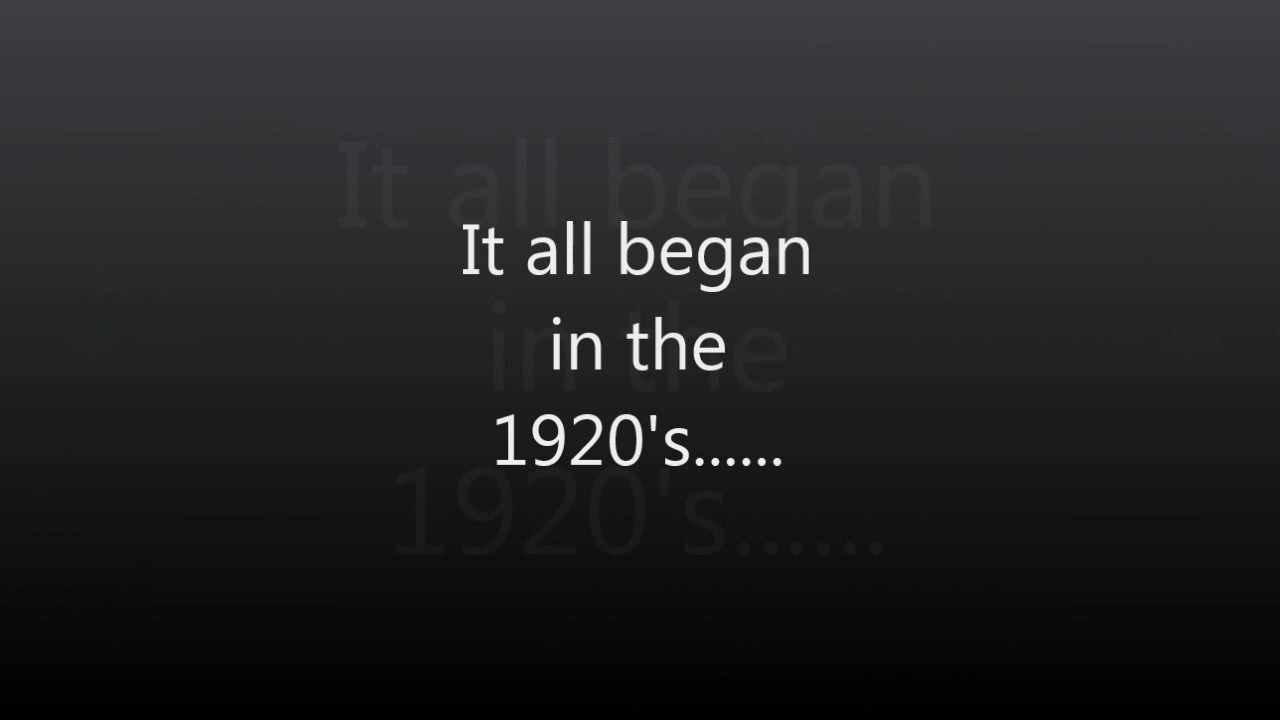 It all began
in the
1920's......